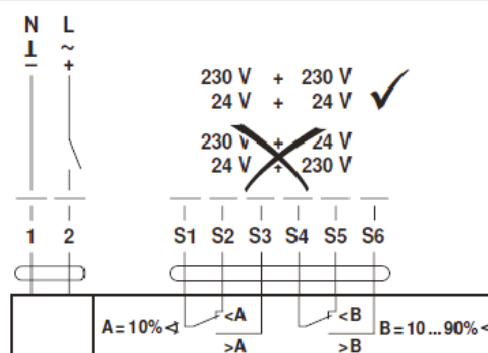 N L
⊥ ~
− +
230 V + 230 V
24 V + 24 V
230 V + 24 V
24 V + 230 V
1 2 S1 S2 S3 S4 S5 S6
A = 10% <A <B B = 10 ... 90%
>A >B